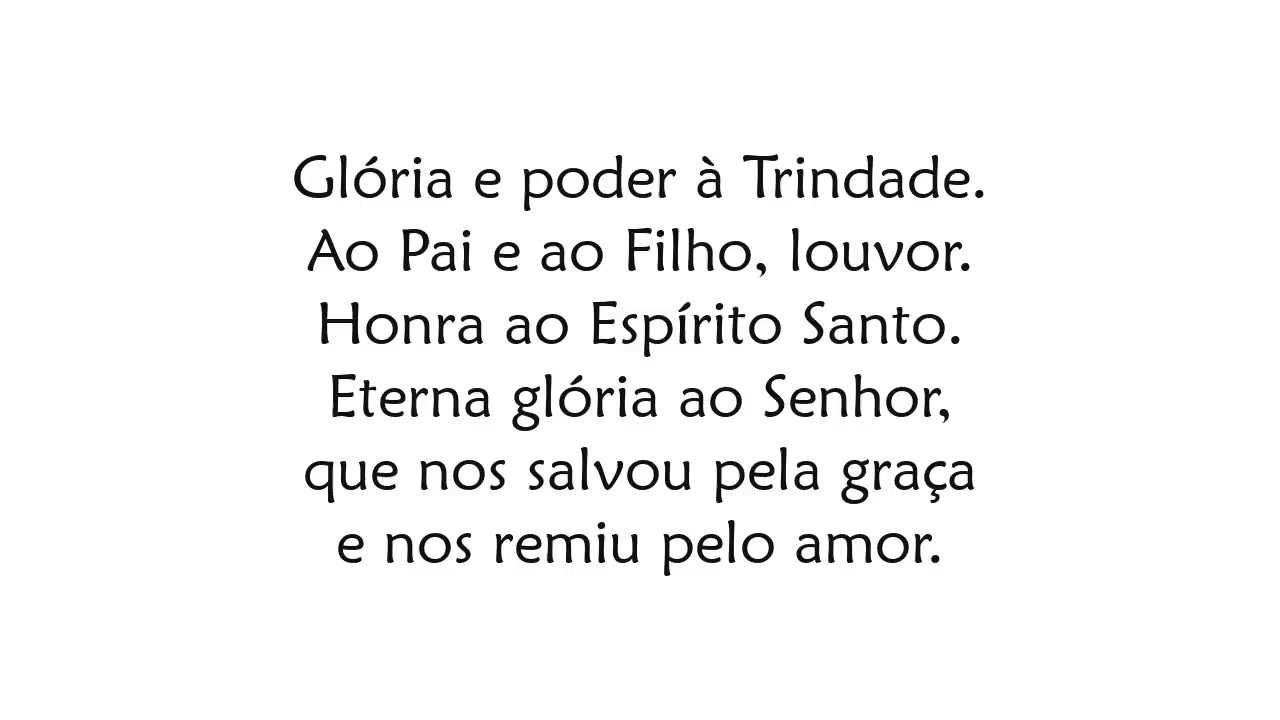 Glória e poder à Trindade.
Ao Pai e ao Filho, louvor.
Honra ao Espírito Santo.
Eterna glória ao Senhor,
que nos salvou pela graça
e nos remiu pelo amor.